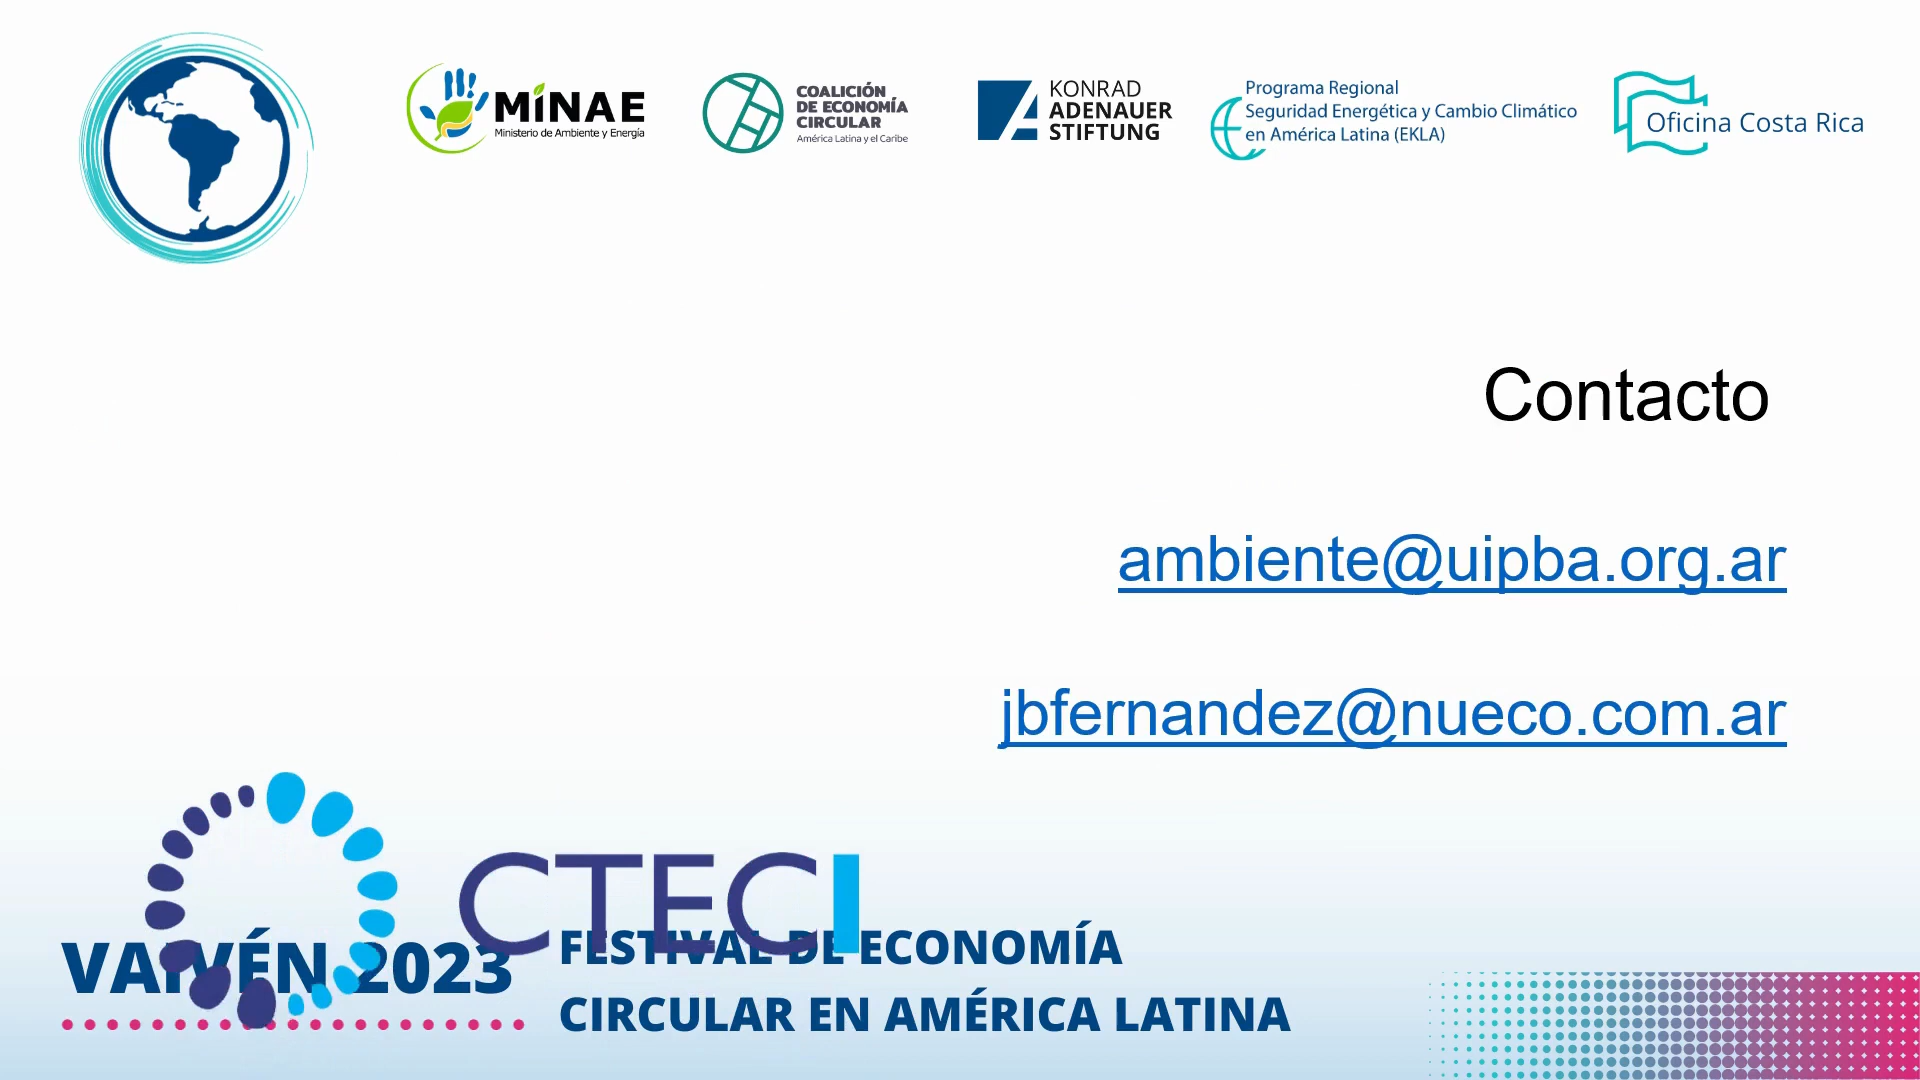 MiNAE
Ministerio de Ambiente y Energía
COALICIÓN
DE ECONOMÍA
CIRCULAR
América Latina y el Caribe
KONRAD
ADENAUER
STIFTUNG
Programa Regional
Seguridad Energética y Cambio Climático
en América Latina (EKLA)
Oficina Costa Rica
Contacto
ambiente@uipba.org.ar
jbfernandez@nueco.com.ar
CTECI
VAIVÉN 2023
FESTIVAL DE ECONOMÍA
CIRCULAR EN AMÉRICA LATINA